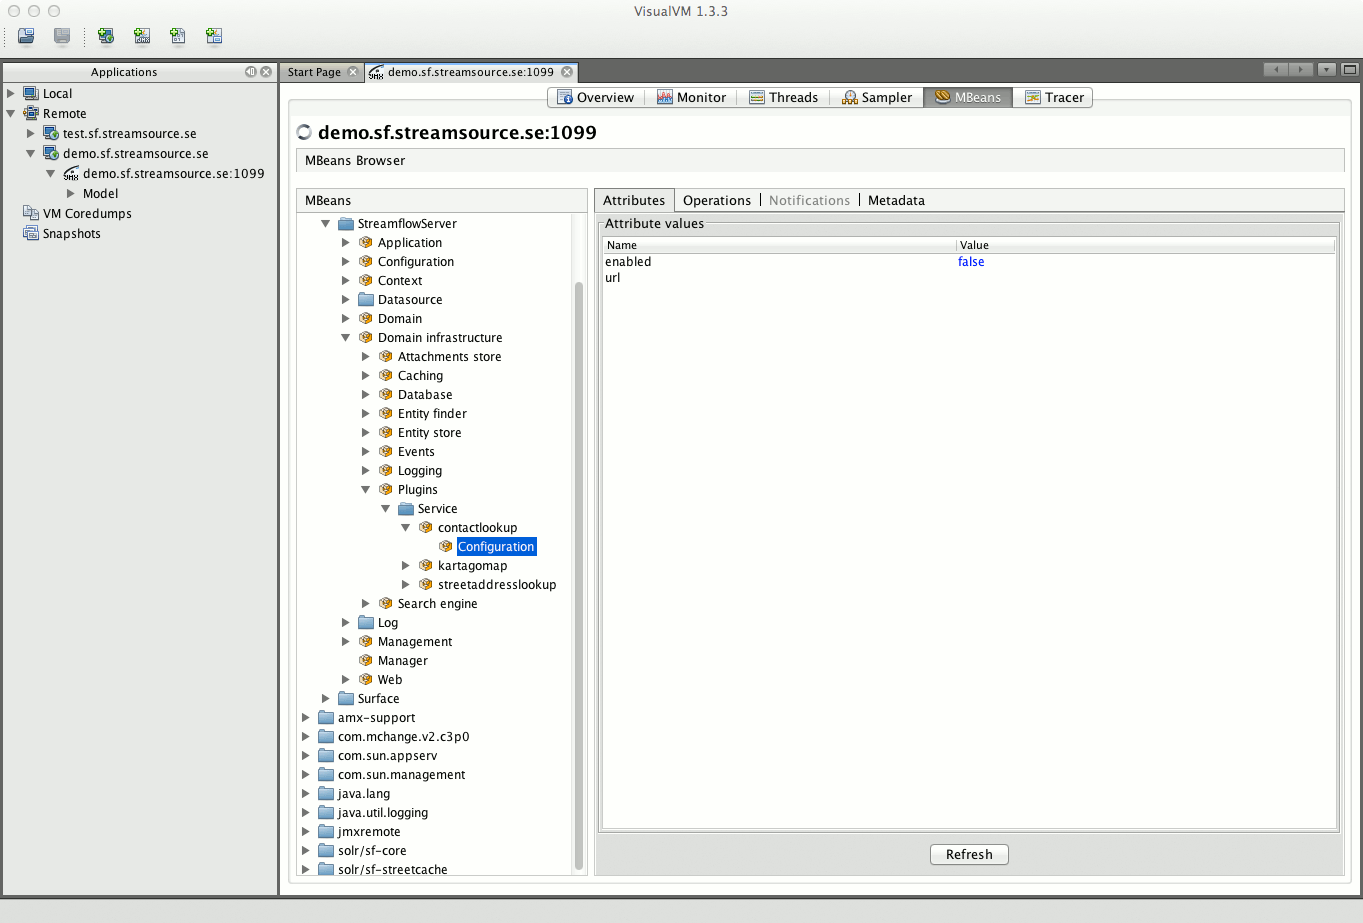 VisualVM 1.3.3
Applications
Start Page
demo.sf.streamsource.se:1099
Local
Remote
test.sf.streamsource.se
demo.sf.streamsource.se
demo.sf.streamsource.se:1099
Model
VM Coredumps
Snapshots
Overview Monitor Threads Sampler MBeans Tracer
demo.sf.streamsource.se:1099
MBeans Browser
MBeans
StreamflowServer
Application
Configuration
Context
Datasource
Domain
Domain infrastructure
Attachments store
Caching
Database
Entity finder
Entity store
Events
Logging
Plugins
Service
contactlookup
Configuration
kartagomap
streetaddresslookup
Search engine
Log
Management
Manager
Web
Surface
amx-support
com.mchange.v2.c3p0
com.sun.appserv
com.sun.management
java.lang
java.util.logging
jmxremote
solr/sf-core
solr/sf-streetcache
Attributes Operations Notifications Metadata
Attribute values
Name Value
enabled false
url
Refresh